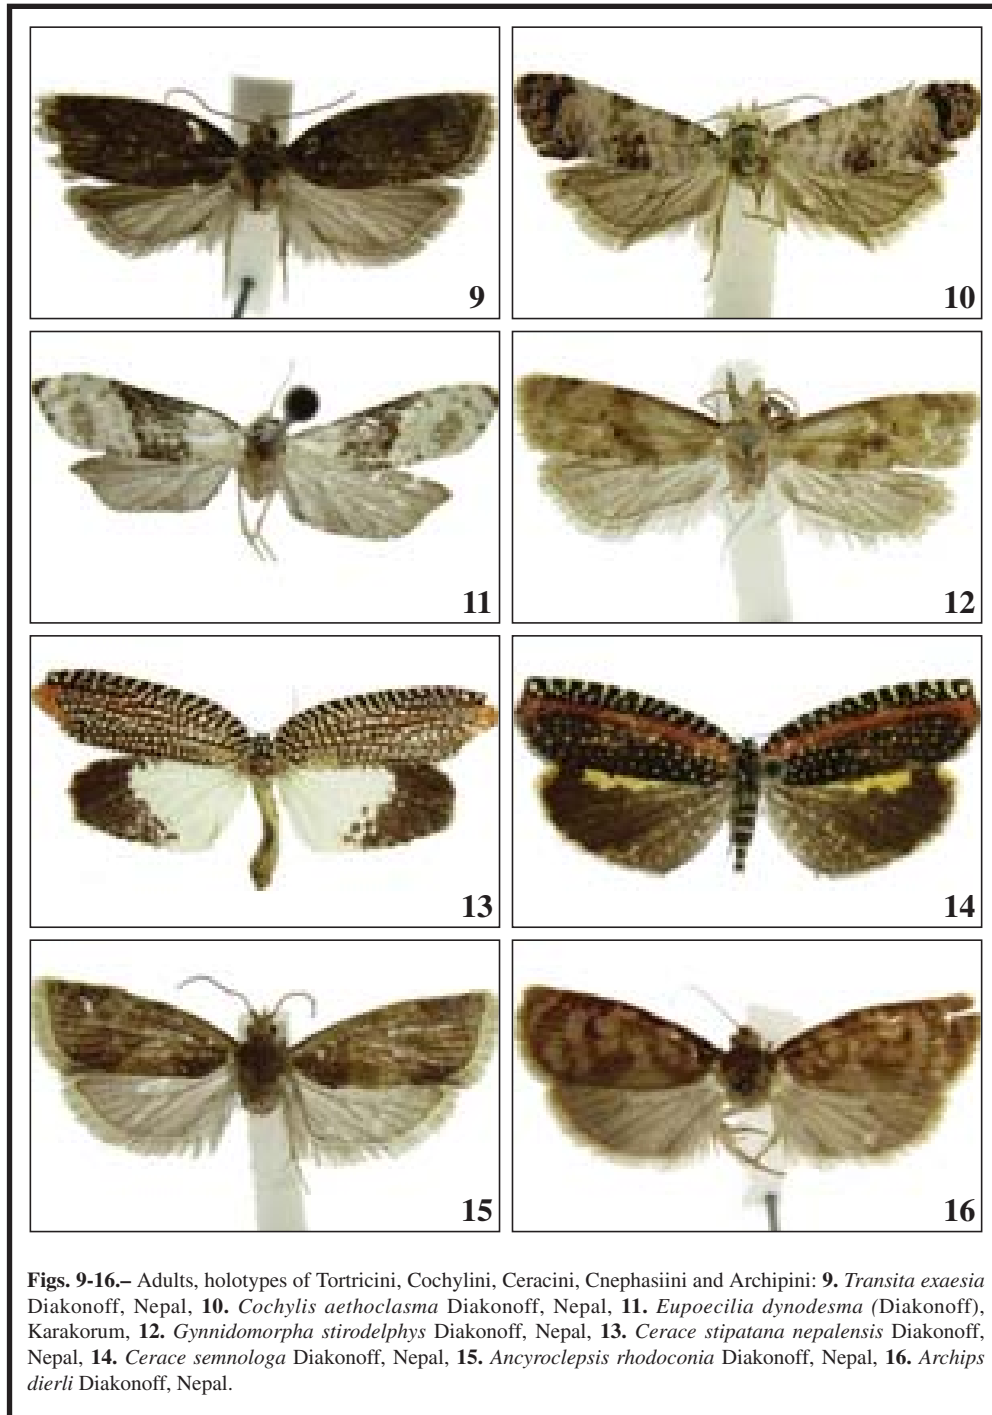 9
10
11
12
13
14
15
16
Figs. 9-16.– Adults, holotypes of Tortricini, Cochylini, Ceracini, Cnephasiini and Archipini: 9. Transita exaesia
Diakonoff, Nepal, 10. Cochylis aethoclasma Diakonoff, Nepal, 11. Eupoecilia dynodesma (Diakonoff),
Karakorum, 12. Gynnidomorpha stirodelphys Diakonoff, Nepal, 13. Cerace stipatana nepalensis Diakonoff,
Nepal, 14. Cerace semnologa Diakonoff, Nepal, 15. Ancyroclepsis rhodoconia Diakonoff, Nepal, 16. Archips
dierli Diakonoff, Nepal.